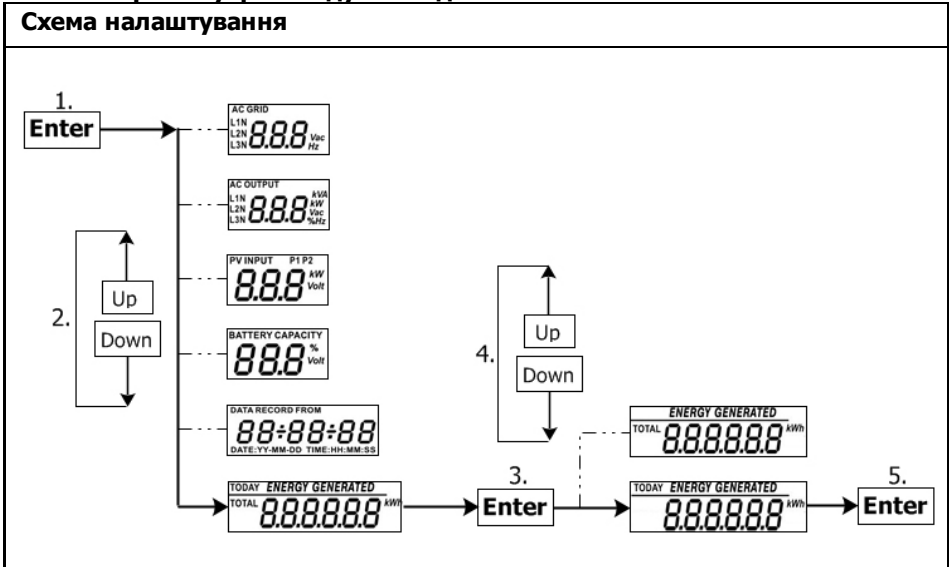 Схема налаштування
1.
Enter
AC GRID
L1N
L2N
L3N
8.8.8
Vac
Hz
AC OUTPUT
L1N
L2N
L3N
8.8.8
kVA
kW
Vac
%Hz
2.
Up
Down
PV INPUT P1 P2
8.8.8
kW
Volt
BATTERY CAPACITY
88.8
%
Volt
DATA RECORD FROM
88:88:88
DATE:YY-MM-DD TIME:HH:MM:SS
TODAY ENERGY GENERATED
TOTAL
8.8.8.8.8.8
kWh
3.
Enter
4.
Up
Down
ENERGY GENERATED
TOTAL
8.8.8.8.8.8
kWh
TODAY ENERGY GENERATED
8.8.8.8.8.8
kWh
5.
Enter